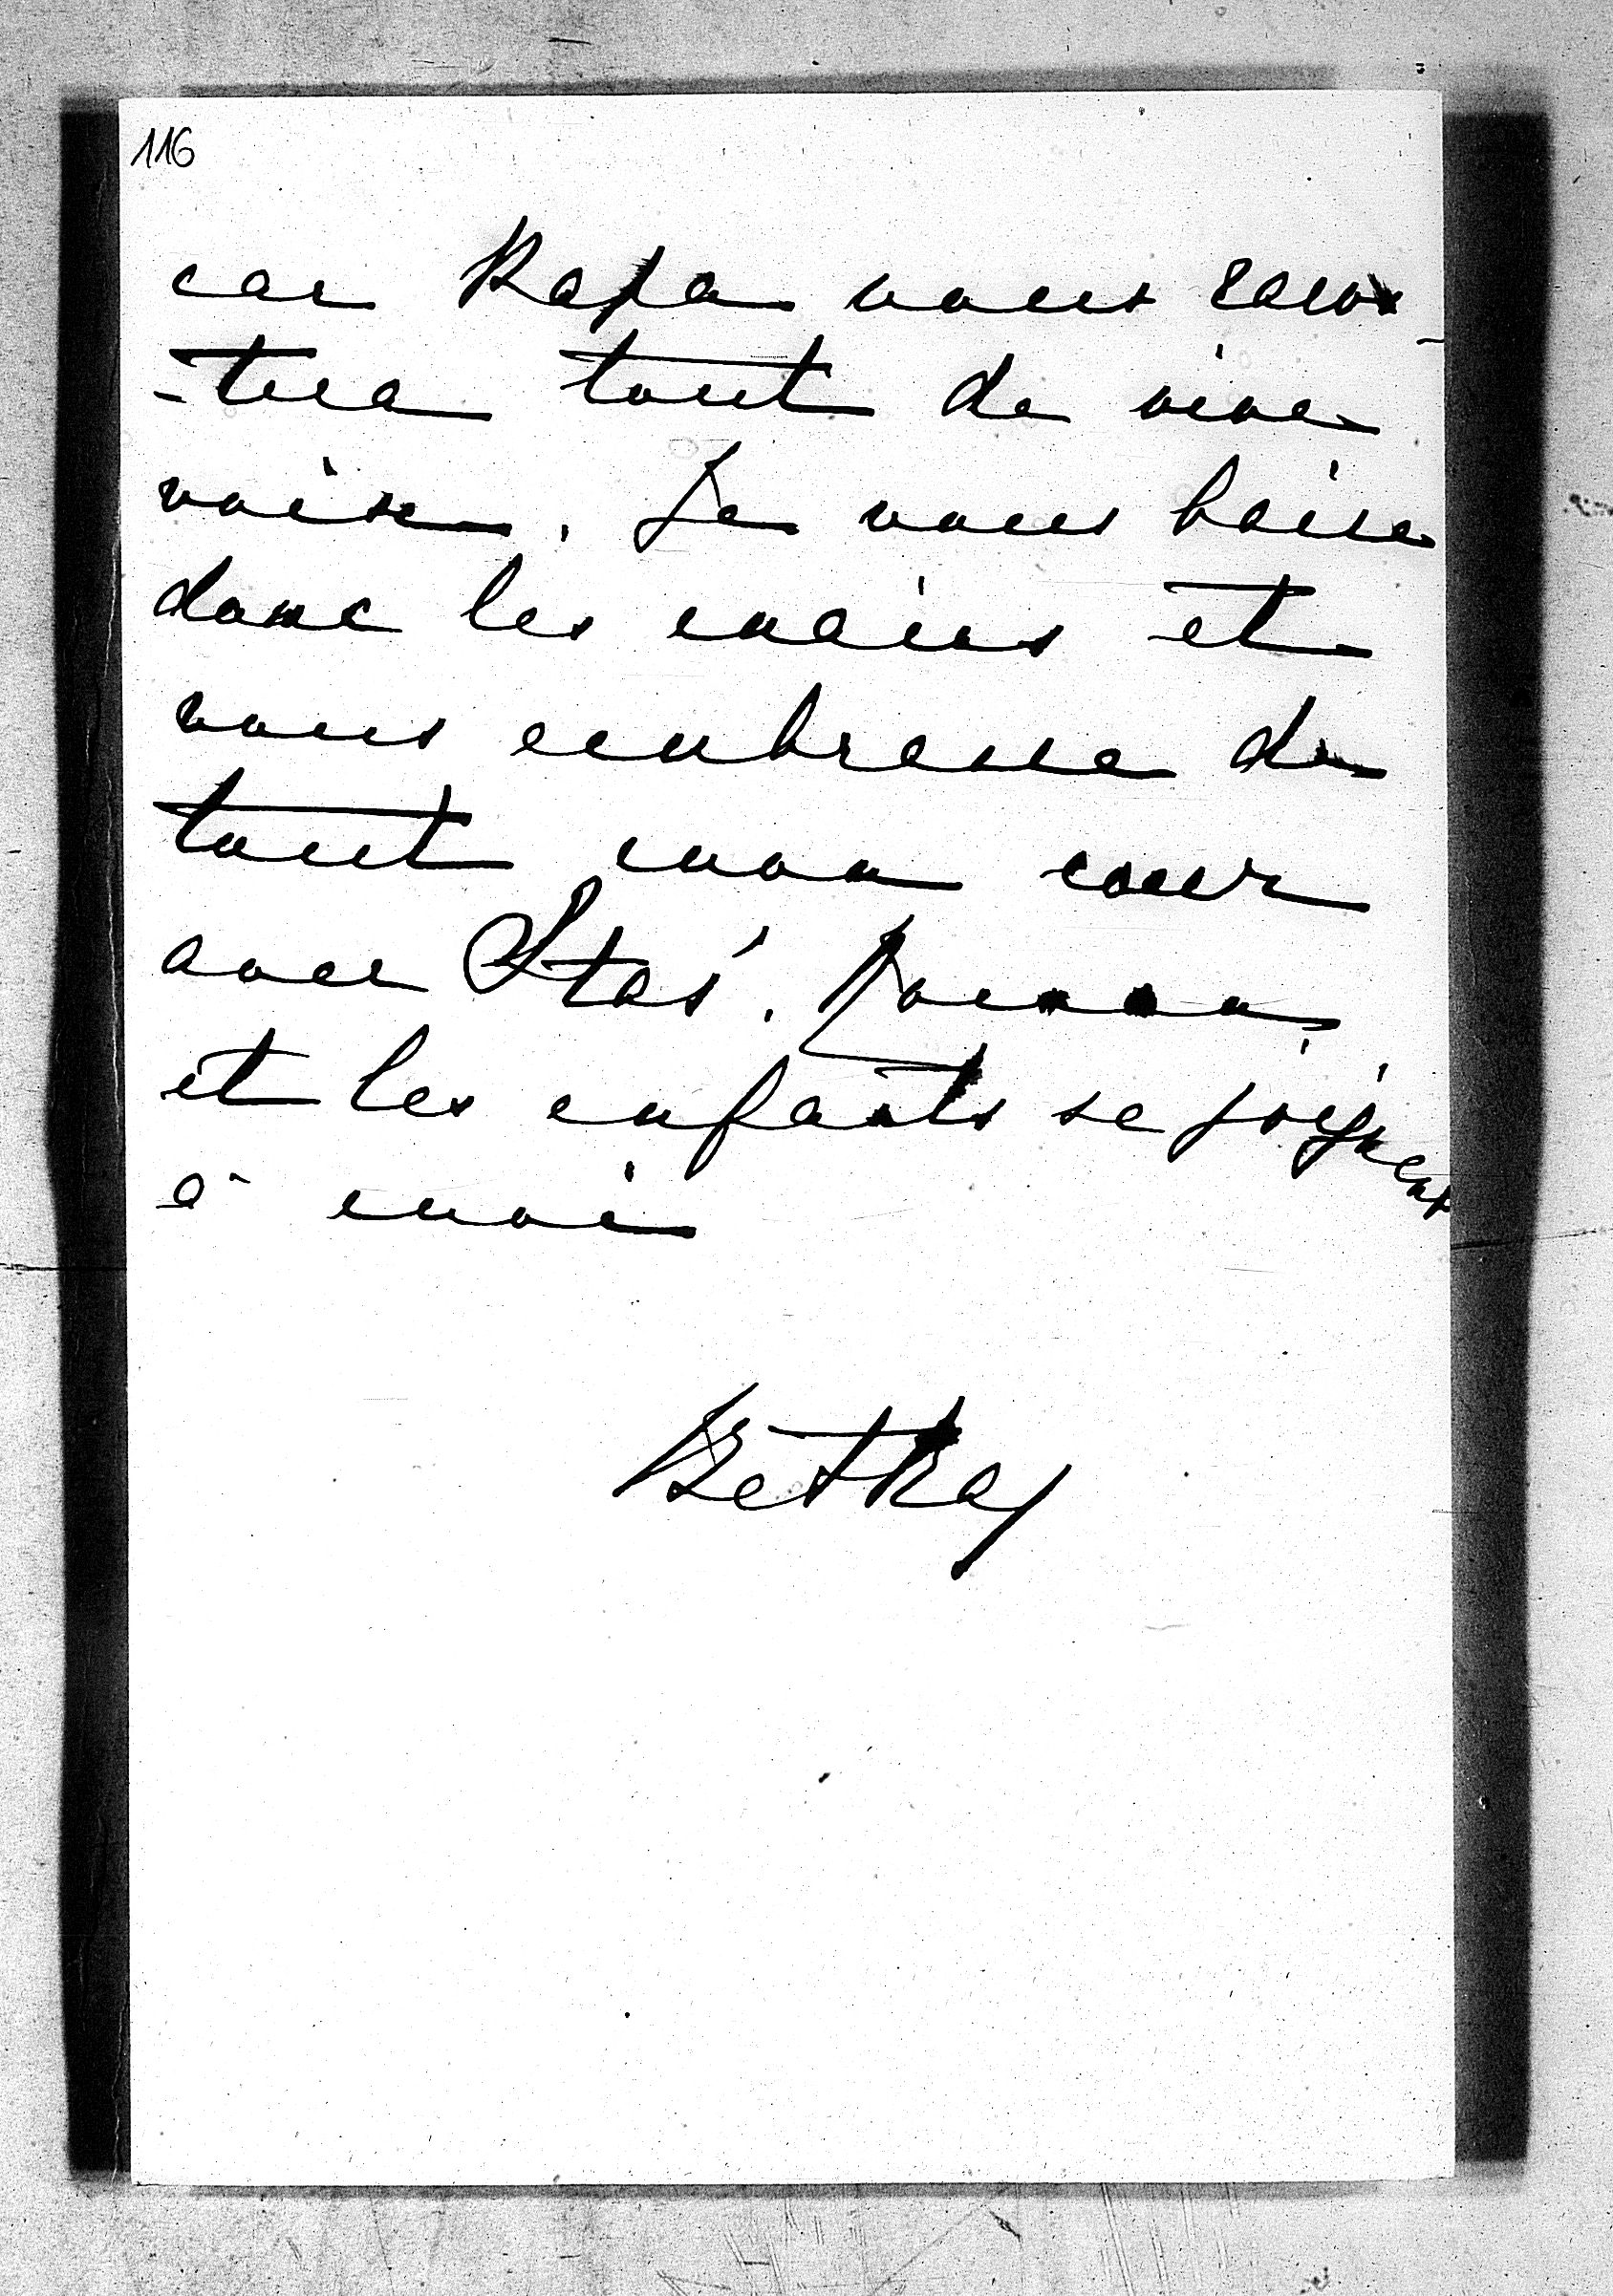 116
car Papa vous racon-
-tera tout de vive
voix. Je vous baise
donc les mains et
vous embrasse de
tout mon cœur
avec Staś.
et les enfants se joignent
à moi
Betka